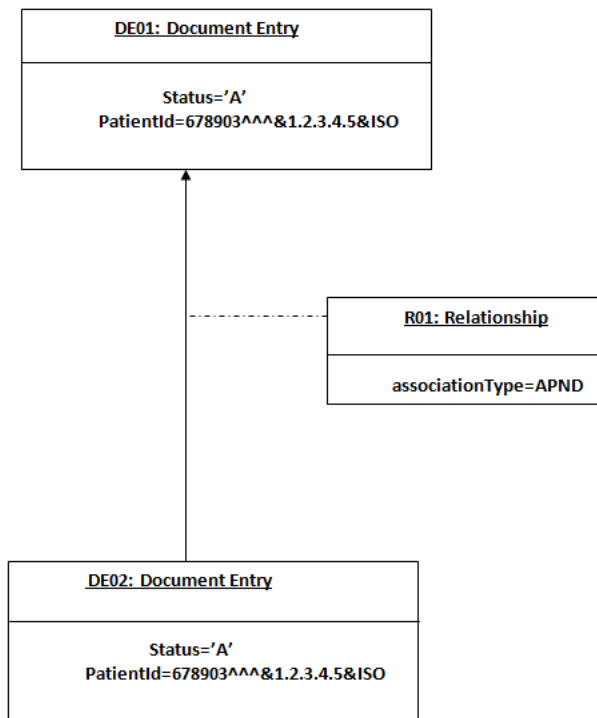 DE01: Document Entry
Status=’A’
PatientId=678903^^^&1.2.3.4.5&ISO
R01: Relationship
associationType=APND
DE02: Document Entry
Status=’A’
PatientId=678903^^^&1.2.3.4.5&ISO